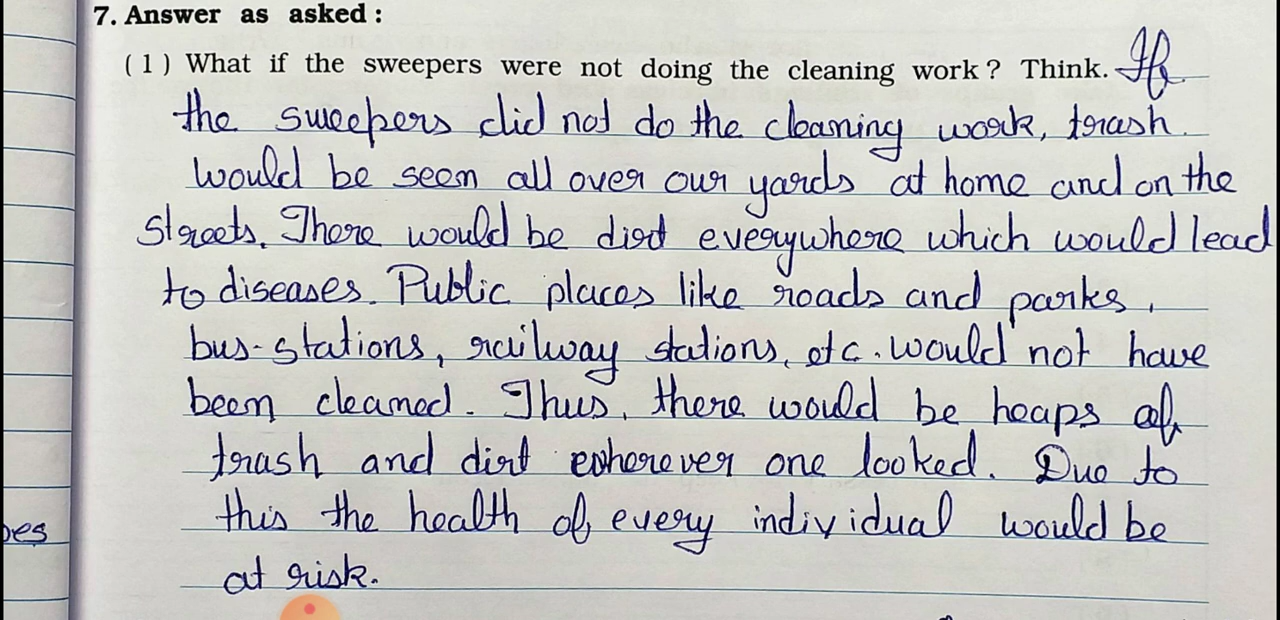 7. Answer as asked :
( 1 ) What if the sweepers were not doing the cleaning work ? Think. If
the sweepers did not do the cleaning work, trash
would be seen all over our yards at home and on the
streets. There would be dirt everywhere which would lead
to diseases. Public places like roads and parks,
bus-stations, railway stations, etc. would not have
been cleaned. Thus, there would be heaps of
trash and dirt wherever one looked. Due to
this the health of every individual would be
at risk.